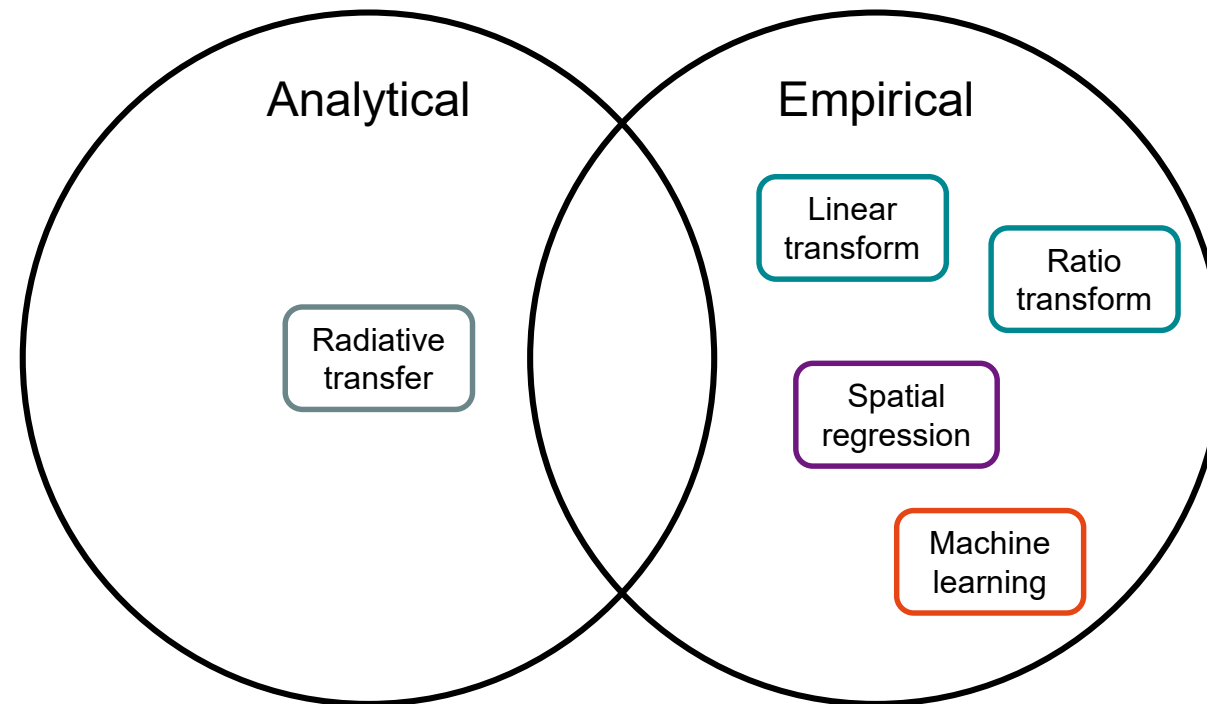 Analytical
Empirical
Linear
transform
Ratio
transform
Radiative
transfer
Spatial
regression
Machine
learning